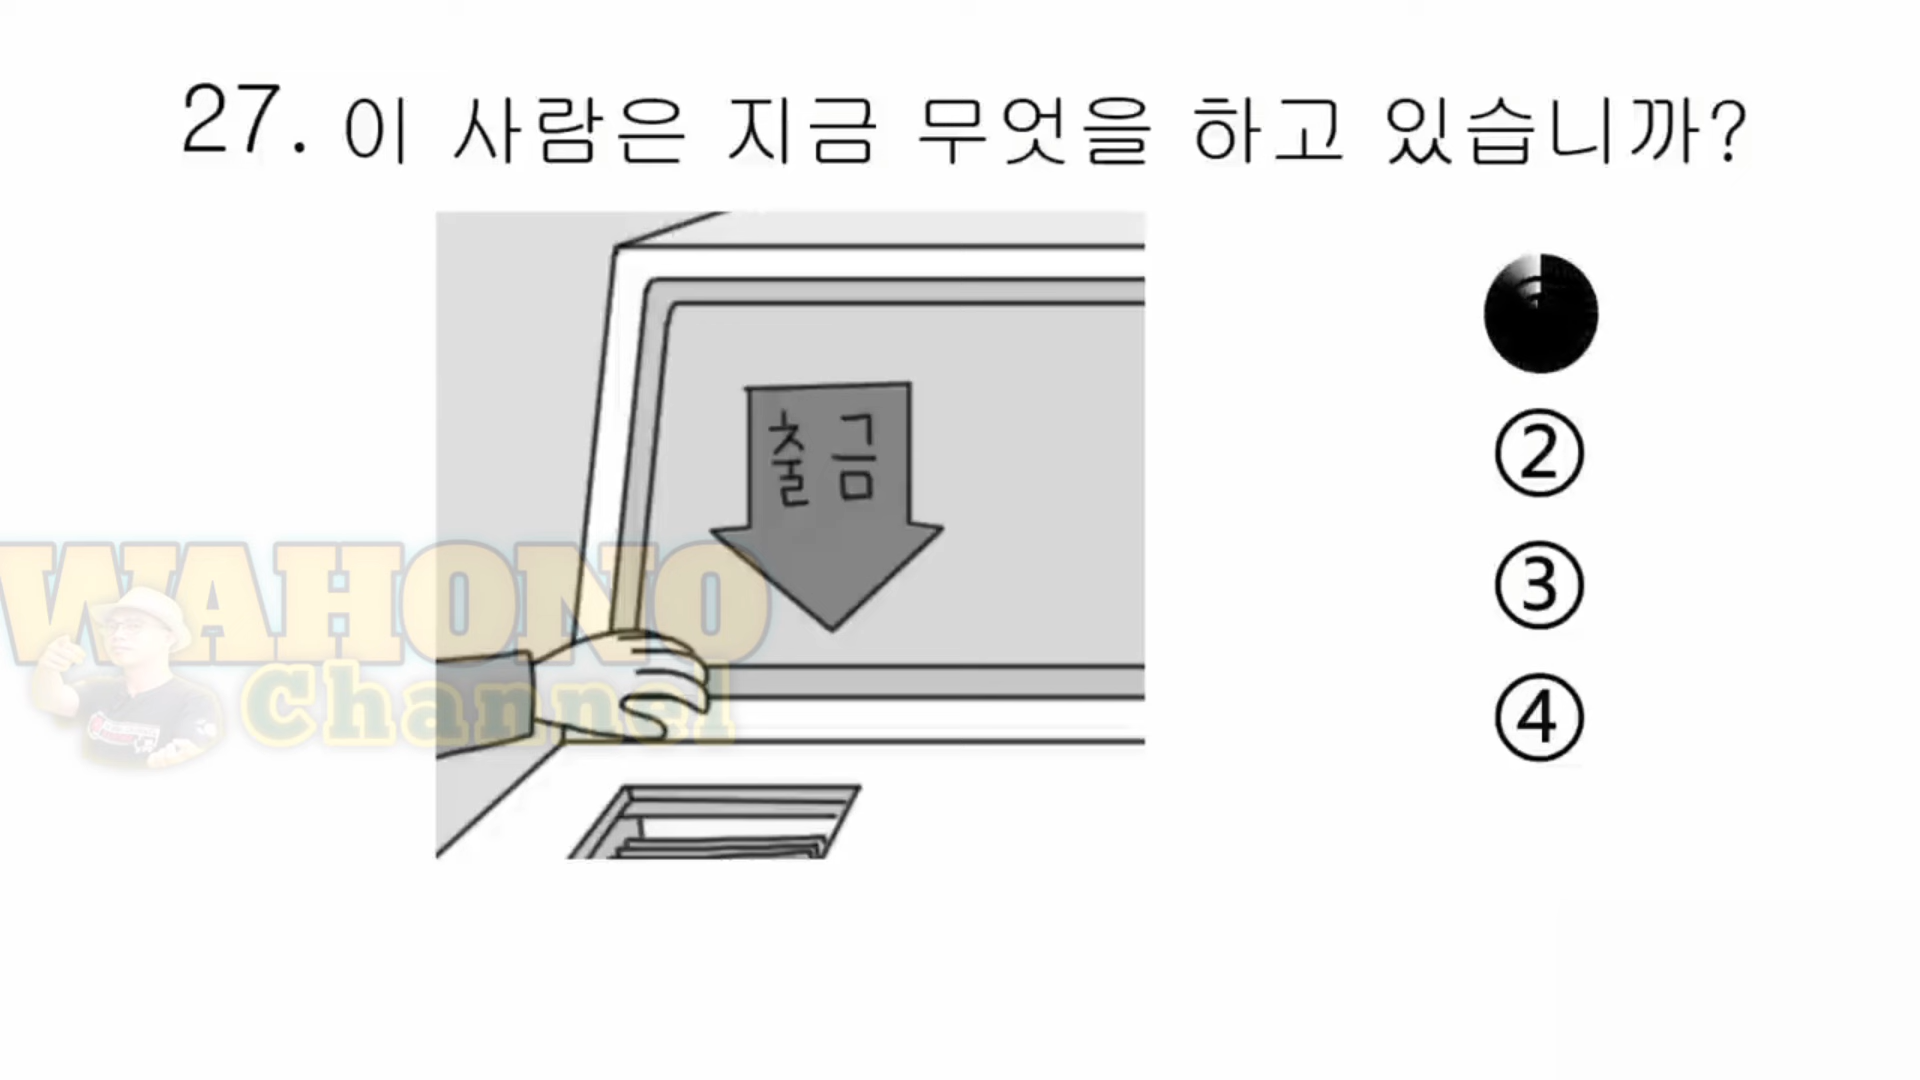 27. 이 사람은 지금 무엇을 하고 있습니까?
출금
②
③
④
WAHONO
Channel